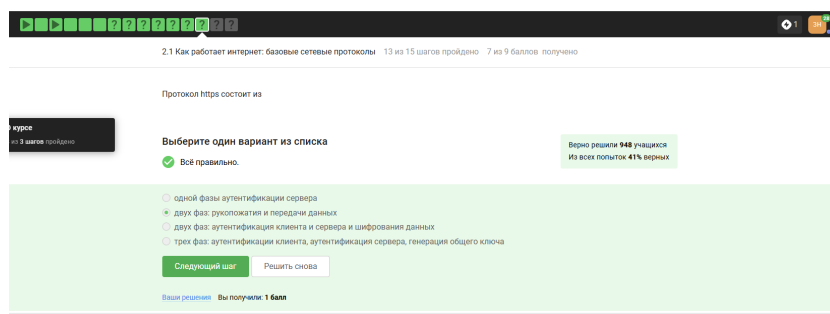 ? ? ? ? ? ? ? ? ?
1
ЗН
2.1 Как работает интернет: базовые сетевые протоколы 13 из 15 шагов пройдено 7 из 9 баллов получено
Протокол https состоит из
курсе
из 3 шагов пройдено
Выберите один вариант из списка
Всё правильно.
Верно решили 948 учащихся
Из всех попыток 41% верных
одной фазы аутентификации сервера
двух фаз: рукопожатия и передачи данных
двух фаз: аутентификация клиента и сервера и шифрования данных
трех фаз: аутентификации клиента, аутентификация сервера, генерация общего ключа
Следующий шаг Решить снова
Ваши решения Вы получили: 1 балл